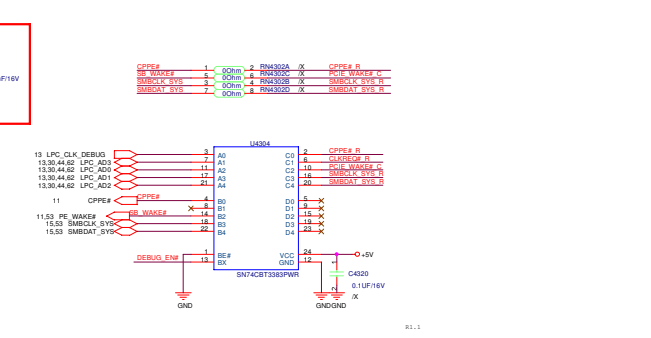 F/16V
CPPE# 1 0Ohm 2 RN4302A /X CPPE#_R
SB_WAKE# 5 0Ohm 6 RN4302C /X PCIE_WAKE#_C
SMBCLK_SYS 3 0Ohm 4 RN4302B /X SMBCLK_SYS_R
SMBDAT_SYS 7 0Ohm 8 RN4302D /X SMBDAT_SYS_R
U4304
13 LPC_CLK_DEBUG 3 A0 C0 2 CPPE#_R
13,30,44,62 LPC_AD3 7 A1 C1 6 CLKREQ#_R
13,30,44,62 LPC_AD0 11 A2 C2 10 PCIE_WAKE#_C
13,30,44,62 LPC_AD1 17 A3 C3 16 SMBCLK_SYS_R
13,30,44,62 LPC_AD2 21 A4 C4 20 SMBDAT_SYS_R
11 CPPE# CPPE# 4 B0 D0 5
8 B1 D1 9
11,53 PE_WAKE# SB_WAKE# 14 B2 D2 15
15,53 SMBCLK_SYS 18 B3 D3 19
15,53 SMBDAT_SYS 22 B4 D4 23
1 BE# VCC 24 +5V
DEBUG_EN# 13 BX GND 12
SN74CBT3383PWR
1
C4320
2
0.1UF/16V
/X
GND
GND
GND
R1.1